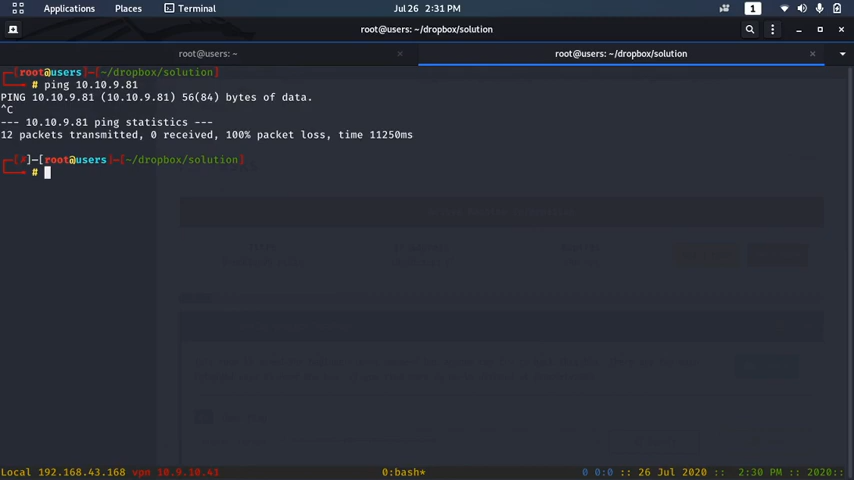 Applications Places Terminal Jul 26 2:31 PM 1
root@users: ~/dropbox/solution
root@users: ~ × root@users: ~/dropbox/solution ×
┌─[root@users]─[~/dropbox/solution]
└──╼ # ping 10.10.9.81
PING 10.10.9.81 (10.10.9.81) 56(84) bytes of data.
^C
--- 10.10.9.81 ping statistics ---
12 packets transmitted, 0 received, 100% packet loss, time 11250ms
┌─[✗]─[root@users]─[~/dropbox/solution]
└──╼ #
Local 192.168.43.168 vpn 10.9.10.43 0:bash* 0 0:0 :: 26 Jul 2020 :: 2:30 PM :: 2020::